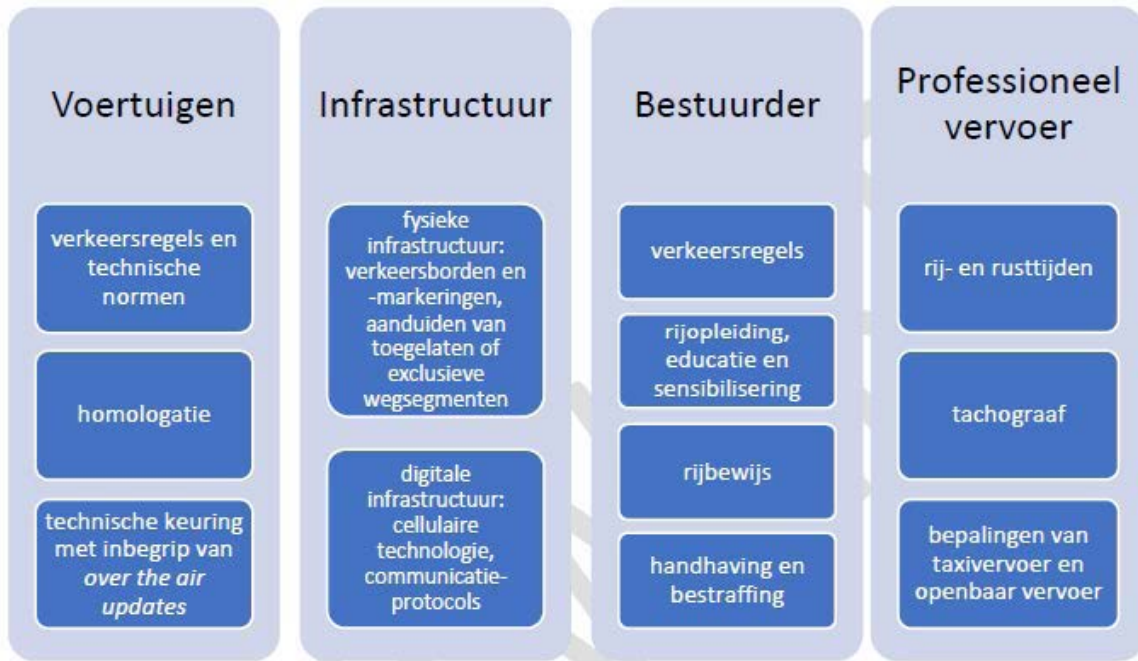 Voertuigen
verkeersregels en
technische
normen
homologatie
technische keuring
met inbegrip van
over the air
updates
Infrastructuur
fysieke
infrastructuur:
verkeersborden en
-markeringen,
aanduiden van
toegelaten of
exclusieve
wegsegmenten
digitale
infrastructuur:
cellulaire
technologie,
communicatie-
protocols
Bestuurder
verkeersregels
rijopleiding,
educatie en
sensibilisering
rijbewijs
handhaving en
bestraffing
Professioneel
vervoer
rij- en rusttijden
tachograaf
bepalingen van
taxivervoer en
openbaar vervoer